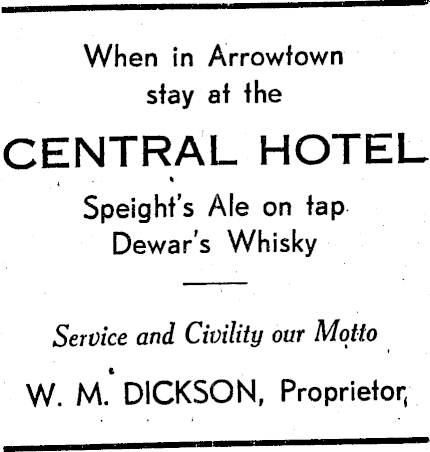 When in Arrowtown
stay at the
CENTRAL HOTEL
Speight's Ale on tap
Dewar's Whisky
Service and Civility our Motto
W. M. DICKSON, Proprietor,